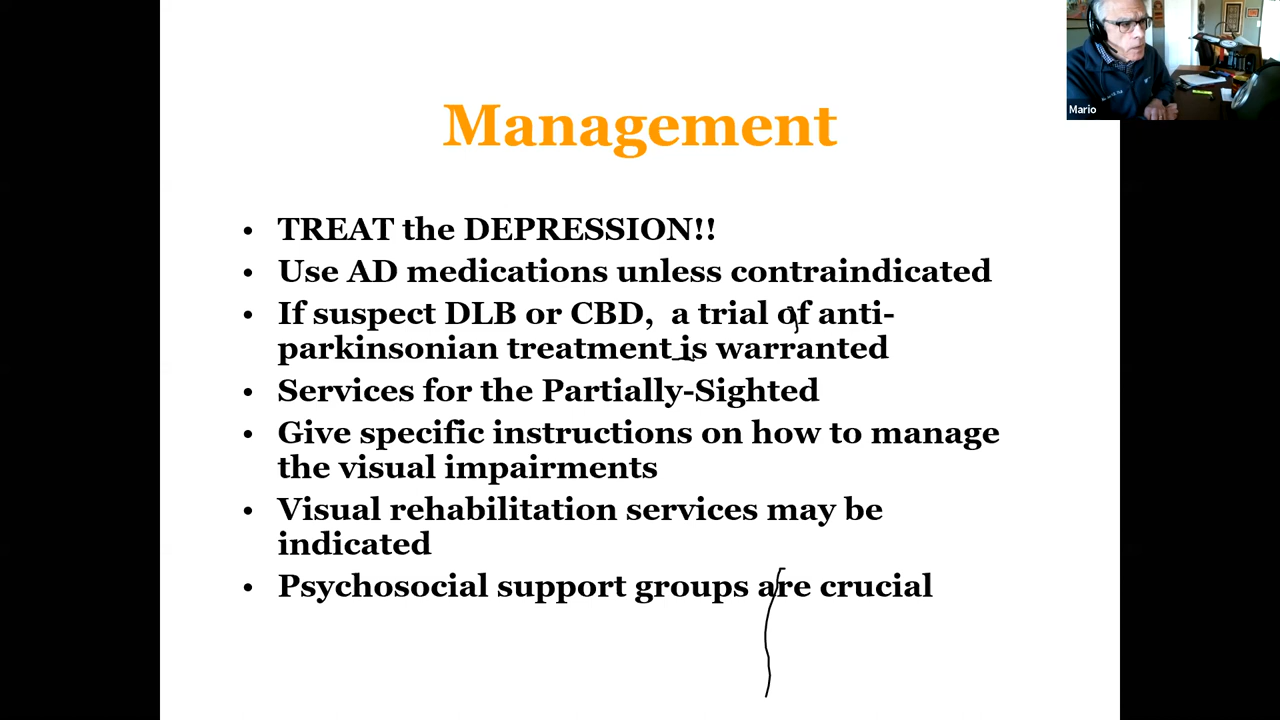 Mario
Management
• TREAT the DEPRESSION!!
• Use AD medications unless contraindicated
• If suspect DLB or CBD, a trial of anti-
parkinsonian treatment is warranted
• Services for the Partially-Sighted
• Give specific instructions on how to manage
the visual impairments
• Visual rehabilitation services may be
indicated
• Psychosocial support groups are crucial